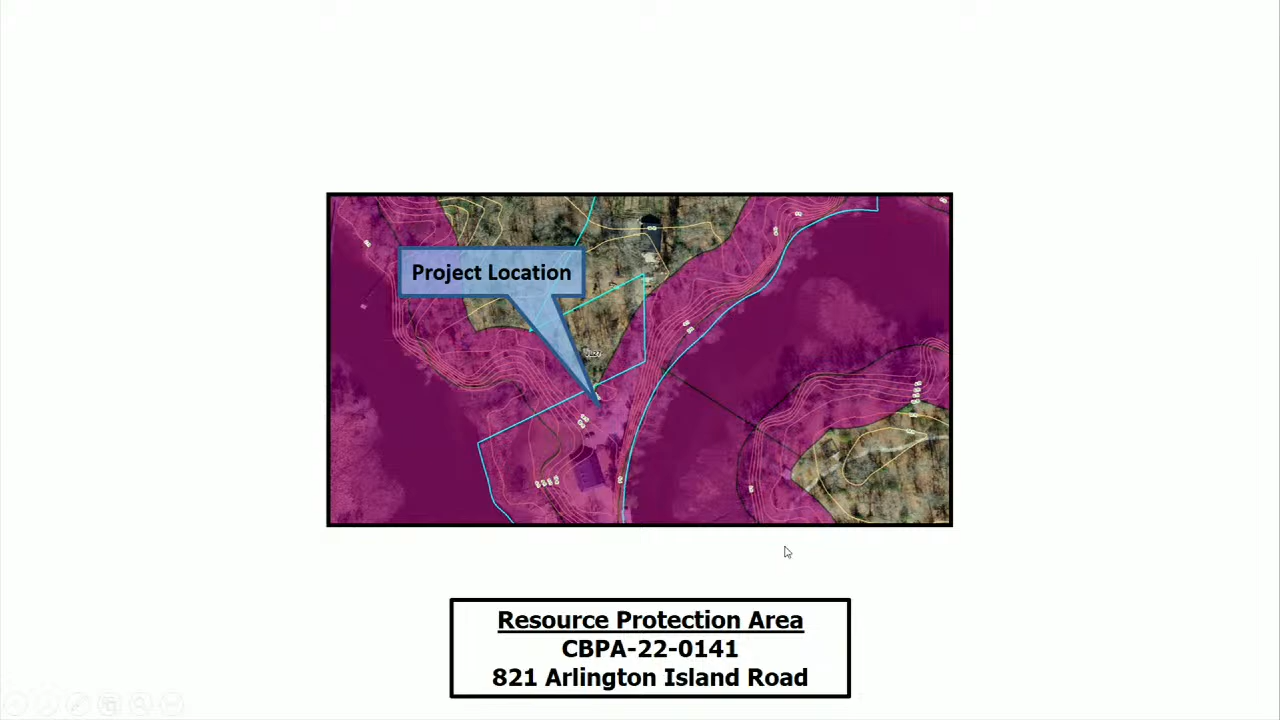 Project Location
Resource Protection Area
CBPA-22-0141
821 Arlington Island Road